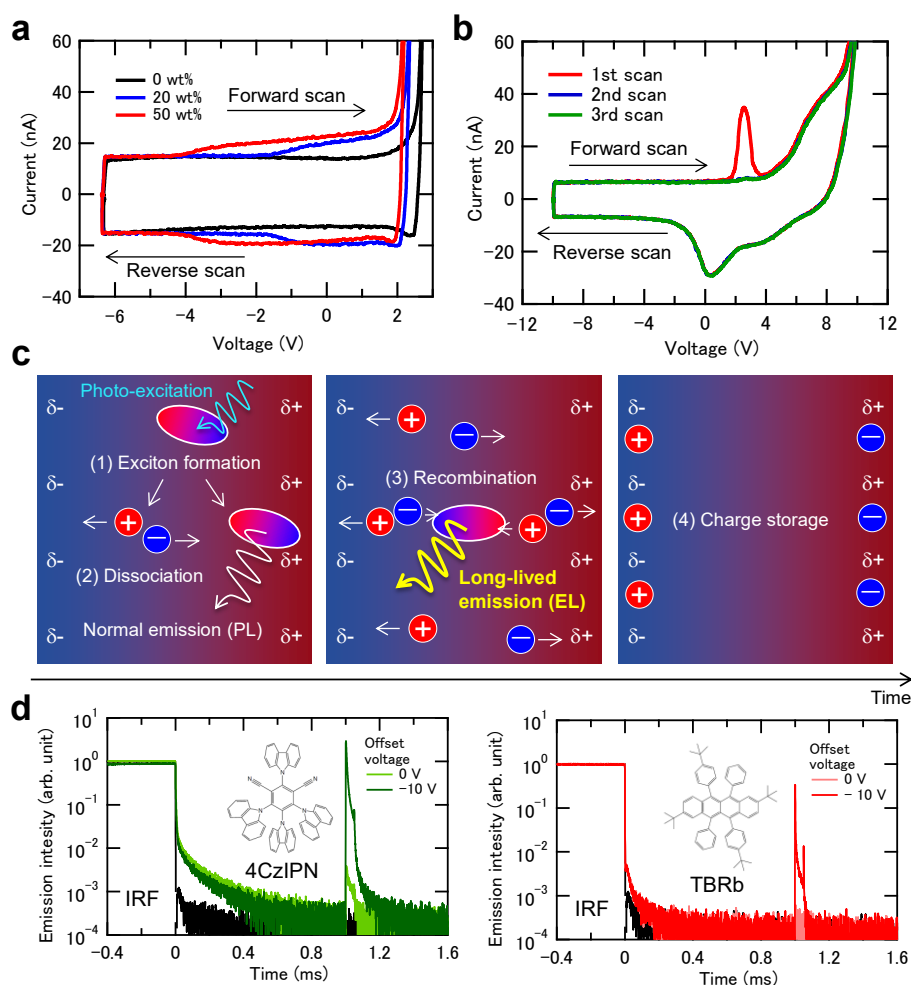 a
60
40
20
0
−20
−40
Current (nA)
0 wt%
20 wt%
50 wt%
Forward scan
Reverse scan
−6
−4
−2
0
2
Voltage (V)
b
60
40
20
0
−20
−40
Current (nA)
1st scan
2nd scan
3rd scan
Forward scan
Reverse scan
−12
−8
−4
0
4
8
12
Voltage (V)
c
Photo-excitation
δ- δ+
(1) Exciton formation
δ- δ+
+
−
δ- δ+
(2) Dissociation
δ- δ+
Normal emission (PL)
δ- δ+
δ- + − δ+
(3) Recombination
δ- δ+
+ − + −
δ- δ+
Long-lived
emission (EL)
δ- + − δ+
δ- δ+
+ −
δ- δ+
+ (4) Charge storage −
δ- δ+
+ −
δ- δ+
Time
d
10¹
10⁰
10⁻¹
10⁻²
10⁻³
10⁻⁴
Emission intesity (arb. unit)
Offset
voltage
0 V
−10 V
CN
NC
N
N
N
N
4CzIPN
IRF
−0.4
0
0.4
0.8
1.2
1.6
Time (ms)
10¹
10⁰
10⁻¹
10⁻²
10⁻³
10⁻⁴
Emission intesity (arb. unit)
Offset
voltage
0 V
− 10 V
TBRb
IRF
−0.4
0
0.4
0.8
1.2
1.6
Time (ms)